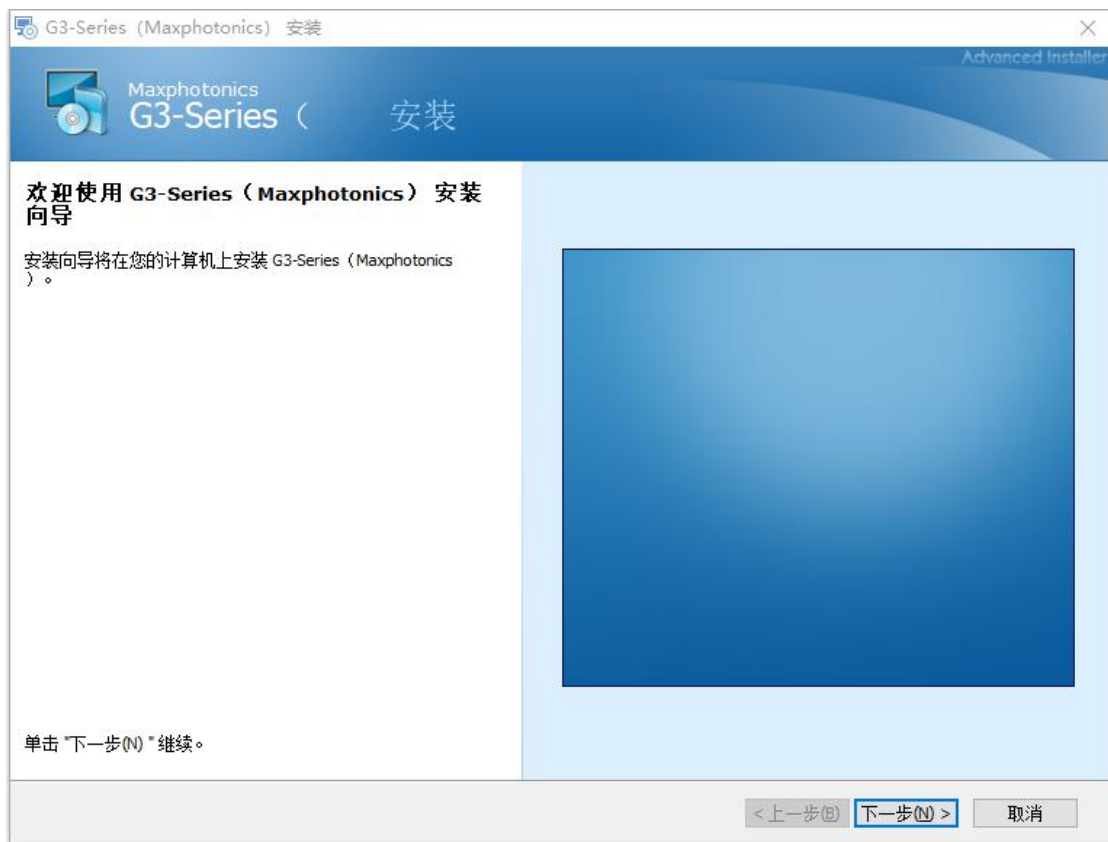 G3-Series（Maxphotonics） 安装
Advanced Installer
Maxphotonics
G3-Series（ 安装
欢迎使用 G3-Series（Maxphotonics） 安装
向导
安装向导将在您的计算机上安装 G3-Series（Maxphotonics
）。
单击 "下一步(N) " 继续。
< 上一步(B)
下一步(N) >
取消